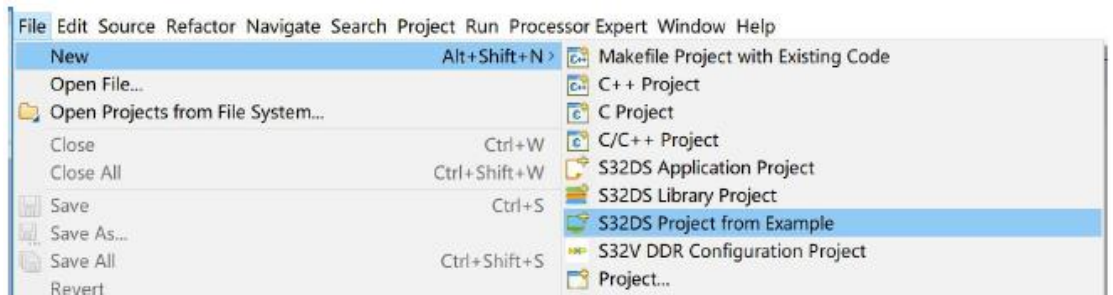 File Edit Source Refactor Navigate Search Project Run Processor Expert Window Help
New Alt+Shift+N >
Open File...
Open Projects from File System...
Close Ctrl+W
Close All Ctrl+Shift+W
Save Ctrl+S
Save As...
Save All Ctrl+Shift+S
Revert
Makefile Project with Existing Code
C++ Project
C Project
C/C++ Project
S32DS Application Project
S32DS Library Project
S32DS Project from Example
S32V DDR Configuration Project
Project...